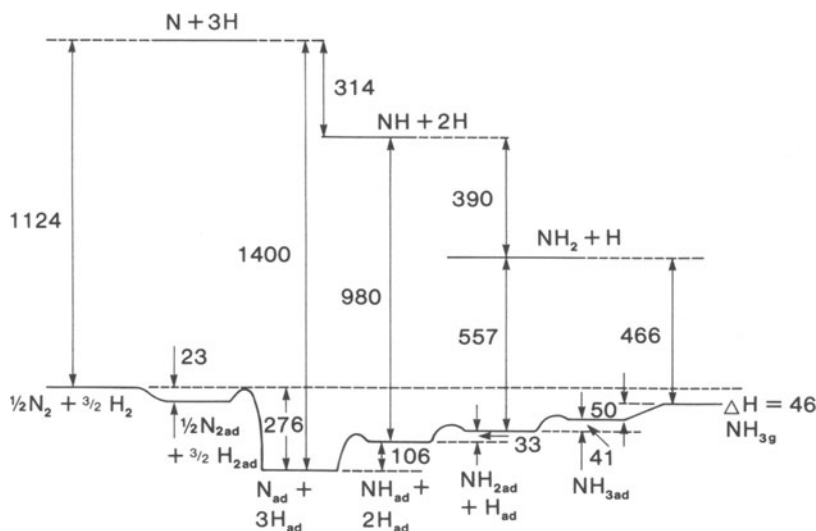 N + 3H
314
NH + 2H
1124
1400
390
NH₂ + H
980
557
466
23
½N₂ + ³/₂ H₂
½N₂ad
+ ³/₂ H₂ad
276
106
33
50
41
△H = 46
NH₃g
Nad +
3Had
NHad +
2Had
NH₂ad
+ Had
NH₃ad